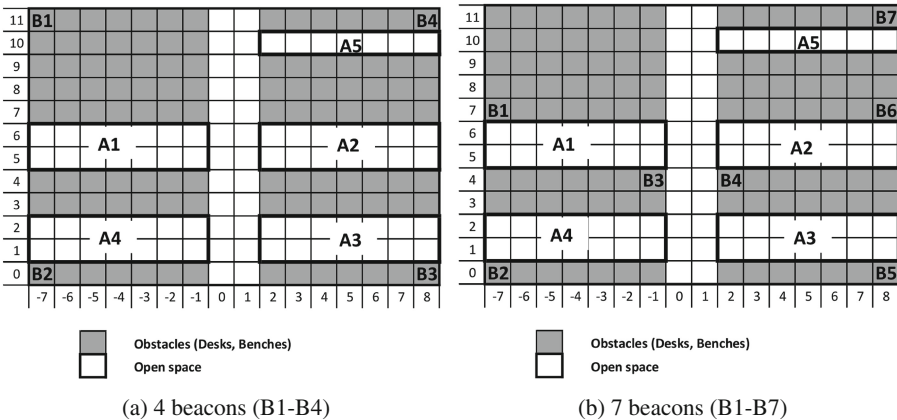 11 B1 B4
10 A5
9
8
7
6 A1 A2
5
4
3
2 A4 A3
1
0 B2 B3
-7 -6 -5 -4 -3 -2 -1 0 1 2 3 4 5 6 7 8
Obstacles (Desks, Benches)
Open space
(a) 4 beacons (B1-B4)
11 B7
10 A5
9
8
7 B1 B6
6 A1 A2
5
4 B3 B4
3
2 A4 A3
1
0 B2 B5
-7 -6 -5 -4 -3 -2 -1 0 1 2 3 4 5 6 7 8
Obstacles (Desks, Benches)
Open space
(b) 7 beacons (B1-B7)